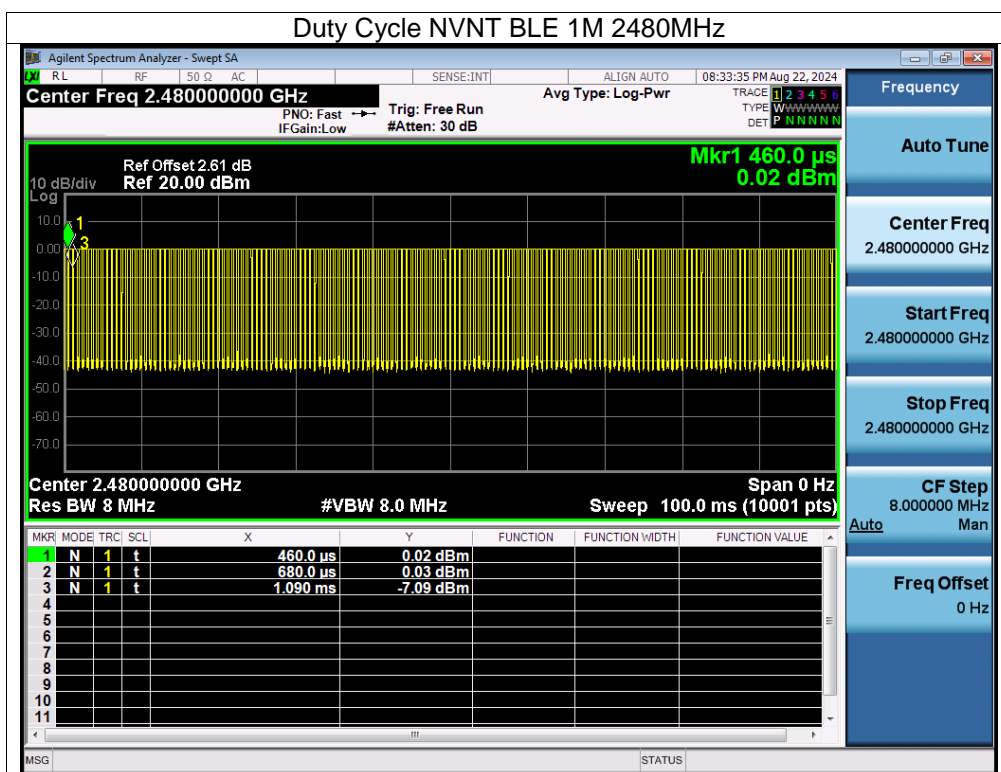 Duty Cycle NVNT BLE 1M 2480MHz
Agilent Spectrum Analyzer - Swept SA
LXI RL RF 50 Ω AC SENSE:INT ALIGN AUTO 08:33:35 PM Aug 22, 2024
Center Freq 2.480000000 GHz Avg Type: Log-Pwr TRACE 1 2 3 4 5 6
PNO: Fast Trig: Free Run TYPE WWWWWWW
IFGain:Low #Atten: 30 dB DET P N N N N N
Mkr1 460.0 µs
0.02 dBm
Ref Offset 2.61 dB
10 dB/div Ref 20.00 dBm
Log
10.0
1
3
0.00
-10.0
-20.0
-30.0
-40.0
-50.0
-60.0
-70.0
Center 2.480000000 GHz Span 0 Hz
Res BW 8 MHz #VBW 8.0 MHz Sweep 100.0 ms (10001 pts)
MKR MODE TRC SCL X Y FUNCTION FUNCTION WIDTH FUNCTION VALUE
1 N 1 t 460.0 µs 0.02 dBm
2 N 1 t 680.0 µs 0.03 dBm
3 N 1 t 1.090 ms -7.09 dBm
4
5
6
7
8
9
10
11
MSG STATUS
Frequency
Auto Tune
Center Freq
2.480000000 GHz
Start Freq
2.480000000 GHz
Stop Freq
2.480000000 GHz
CF Step
8.000000 MHz
Auto Man
Freq Offset
0 Hz